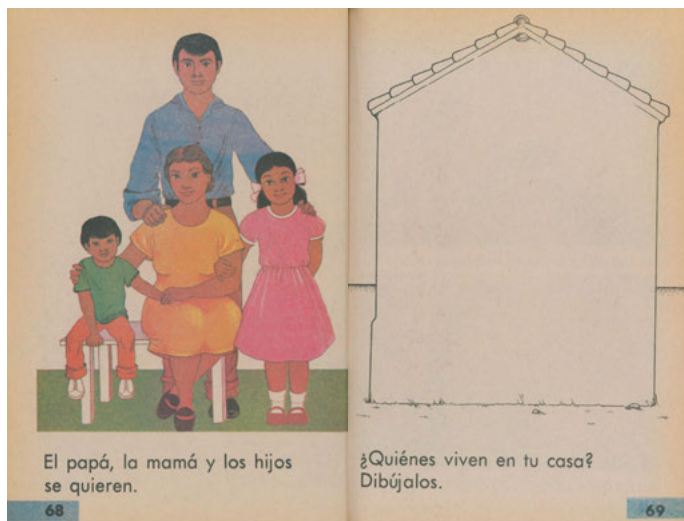 El papá, la mamá y los hijos
se quieren.
68
¿Quiénes viven en tu casa?
Dibújalos.
69